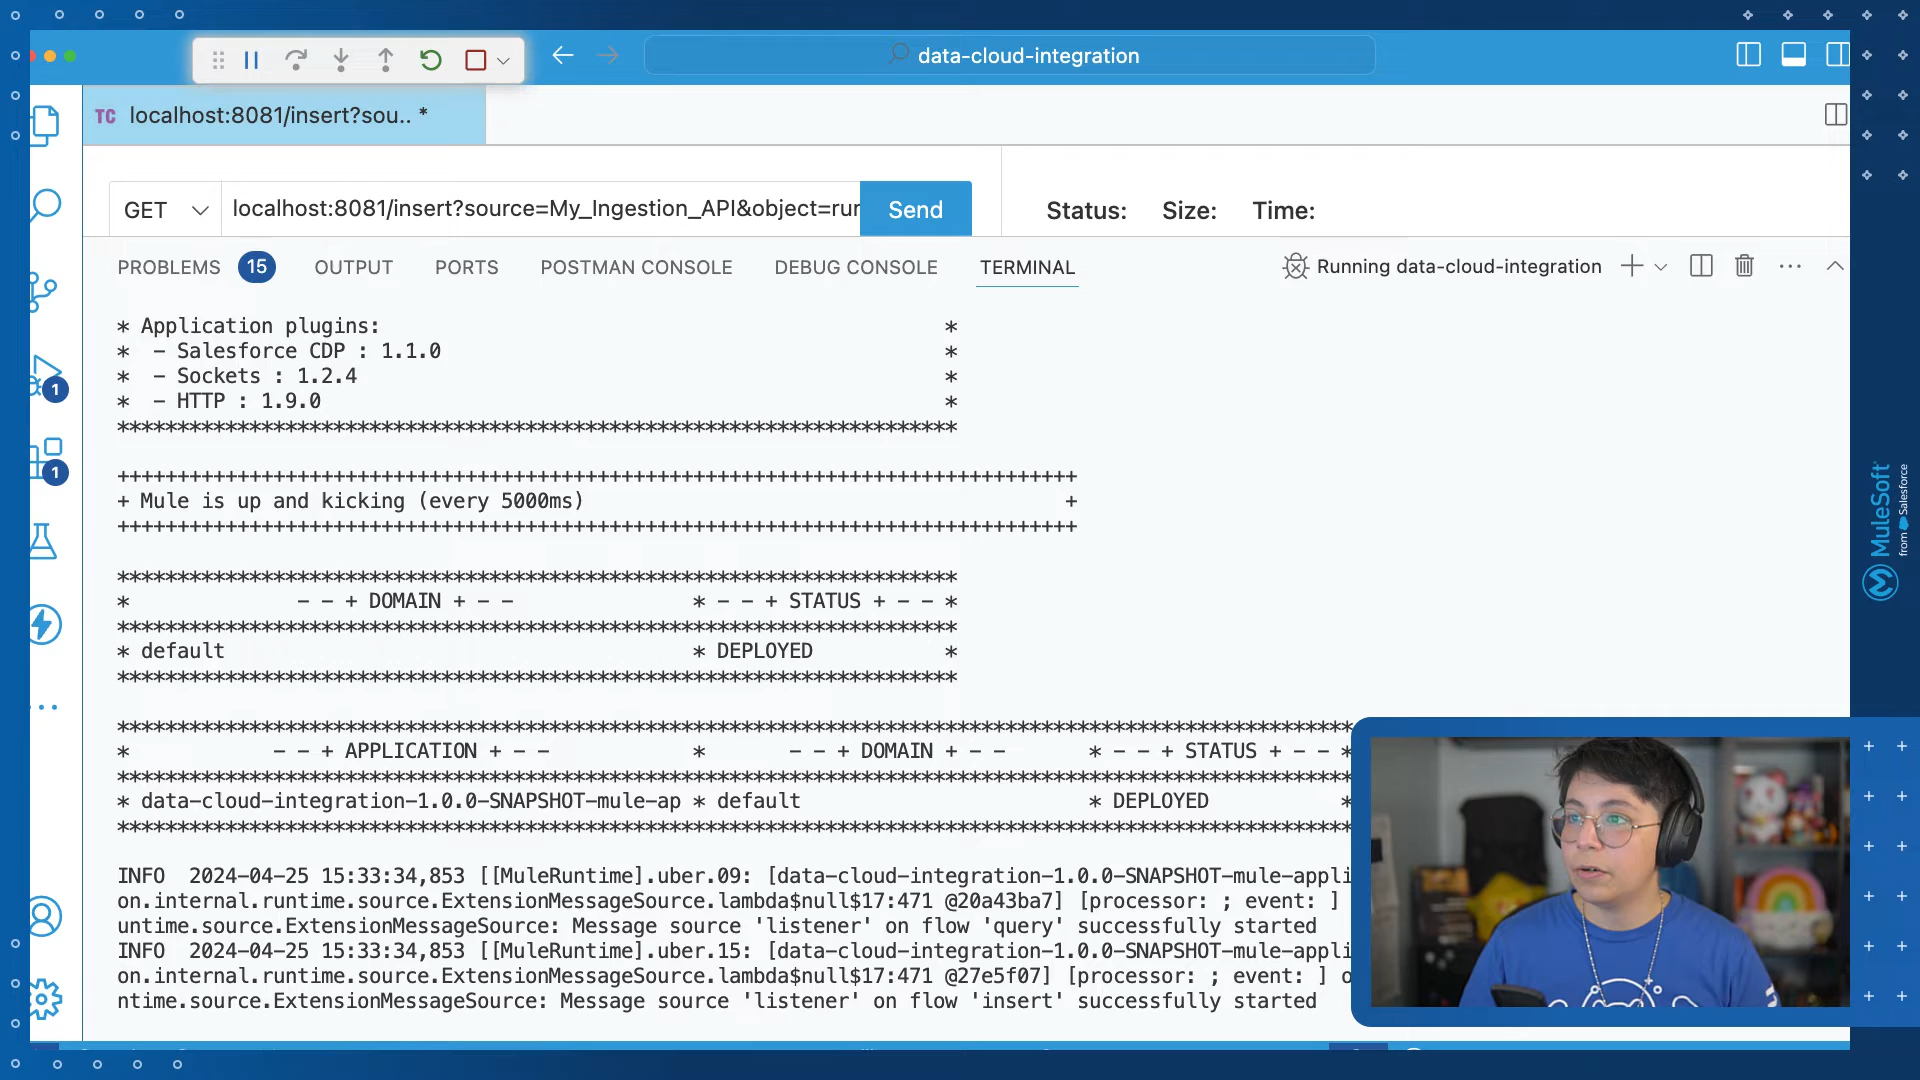 data-cloud-integration
TC localhost:8081/insert?sou.. *
GET localhost:8081/insert?source=My_Ingestion_API&object=rur Send Status: Size: Time:
PROBLEMS 15 OUTPUT PORTS POSTMAN CONSOLE DEBUG CONSOLE TERMINAL Running data-cloud-integration
* Application plugins: *
* - Salesforce CDP : 1.1.0 *
* - Sockets : 1.2.4 *
* - HTTP : 1.9.0 *
**********************************************************************
++++++++++++++++++++++++++++++++++++++++++++++++++++++++++++++++++++++++++++++++
+ Mule is up and kicking (every 5000ms) +
++++++++++++++++++++++++++++++++++++++++++++++++++++++++++++++++++++++++++++++++
**********************************************************************
* - - + DOMAIN + - - * - - + STATUS + - - *
**********************************************************************
* default * DEPLOYED *
**********************************************************************
*******************************************************************************************************
* - - + APPLICATION + - - * - - + DOMAIN + - - * - - + STATUS + - - *
*******************************************************************************************************
* data-cloud-integration-1.0.0-SNAPSHOT-mule-ap * default * DEPLOYED *
*******************************************************************************************************
INFO 2024-04-25 15:33:34,853 [[MuleRuntime].uber.09: [data-cloud-integration-1.0.0-SNAPSHOT-mule-appli
on.internal.runtime.source.ExtensionMessageSource.lambda$null$17:471 @20a43ba7] [processor: ; event: ]
untime.source.ExtensionMessageSource: Message source 'listener' on flow 'query' successfully started
INFO 2024-04-25 15:33:34,853 [[MuleRuntime].uber.15: [data-cloud-integration-1.0.0-SNAPSHOT-mule-appli
on.internal.runtime.source.ExtensionMessageSource.lambda$null$17:471 @27e5f07] [processor: ; event: ] o
ntime.source.ExtensionMessageSource: Message source 'listener' on flow 'insert' successfully started
1
1
MuleSoft
from Salesforce